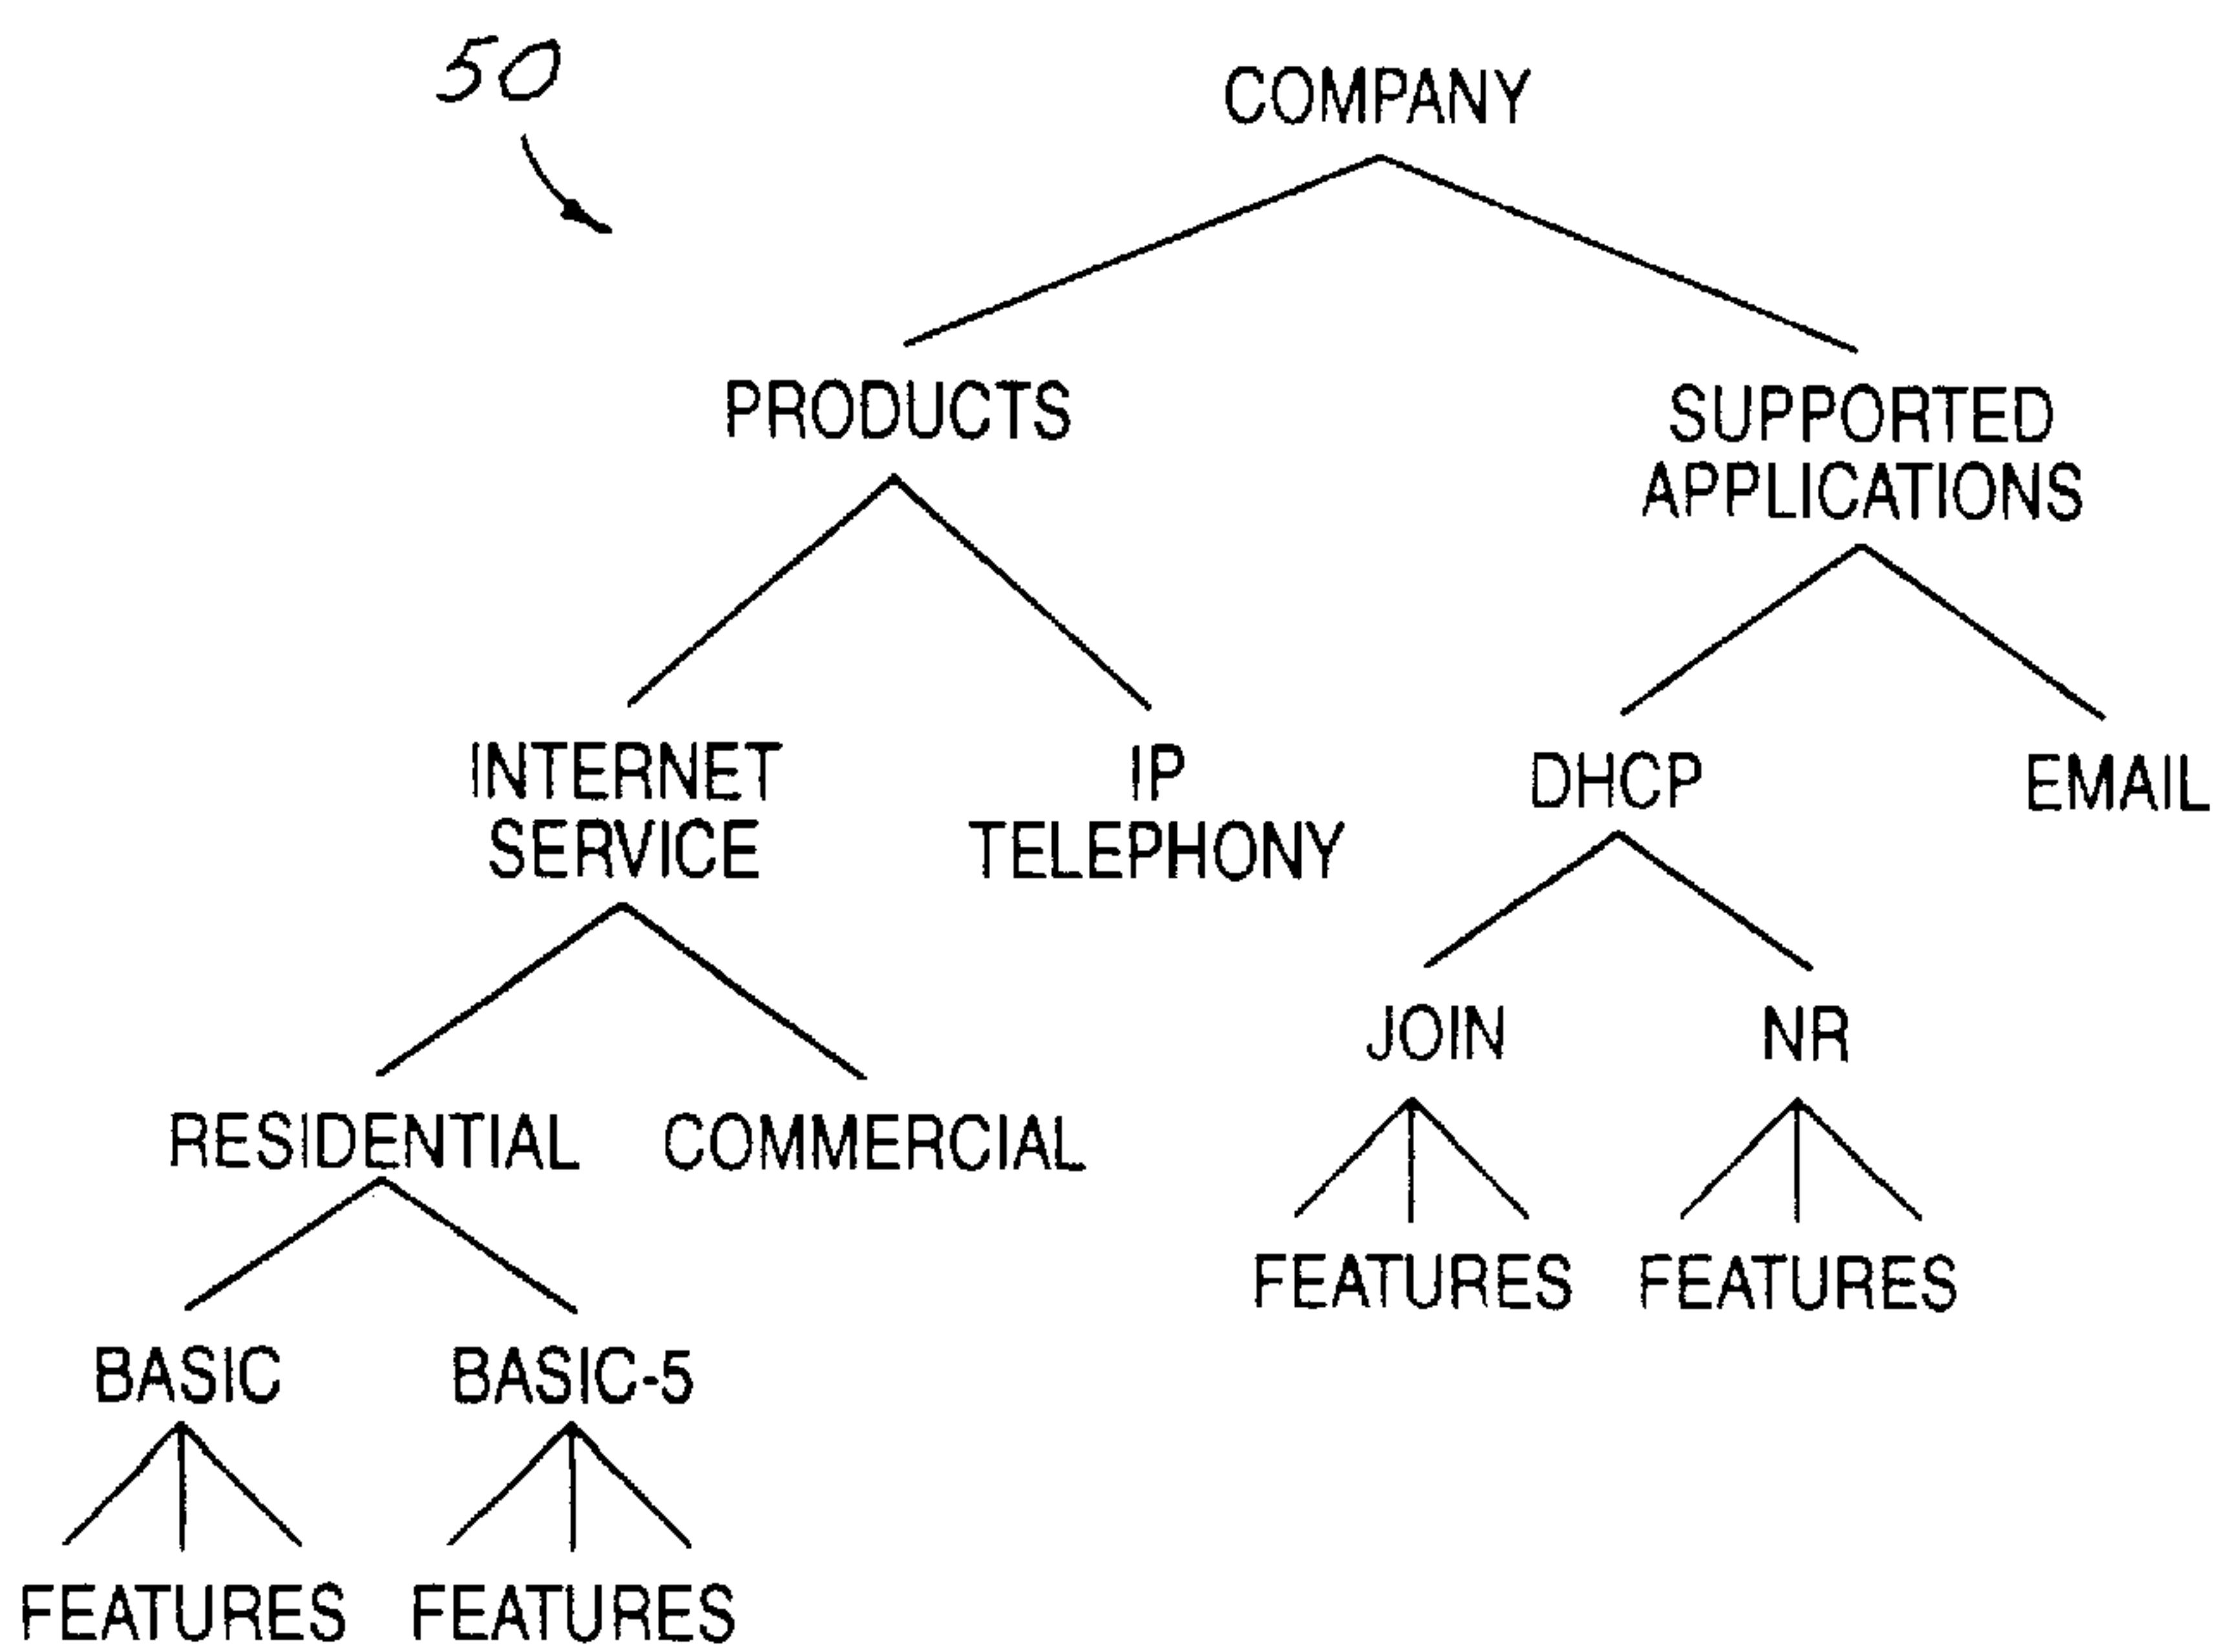 50
COMPANY
PRODUCTS
SUPPORTED
APPLICATIONS
INTERNET
SERVICE
IP
TELEPHONY
DHCP
EMAIL
JOIN
NR
RESIDENTIAL
COMMERCIAL
FEATURES
FEATURES
BASIC
BASIC-5
FEATURES
FEATURES